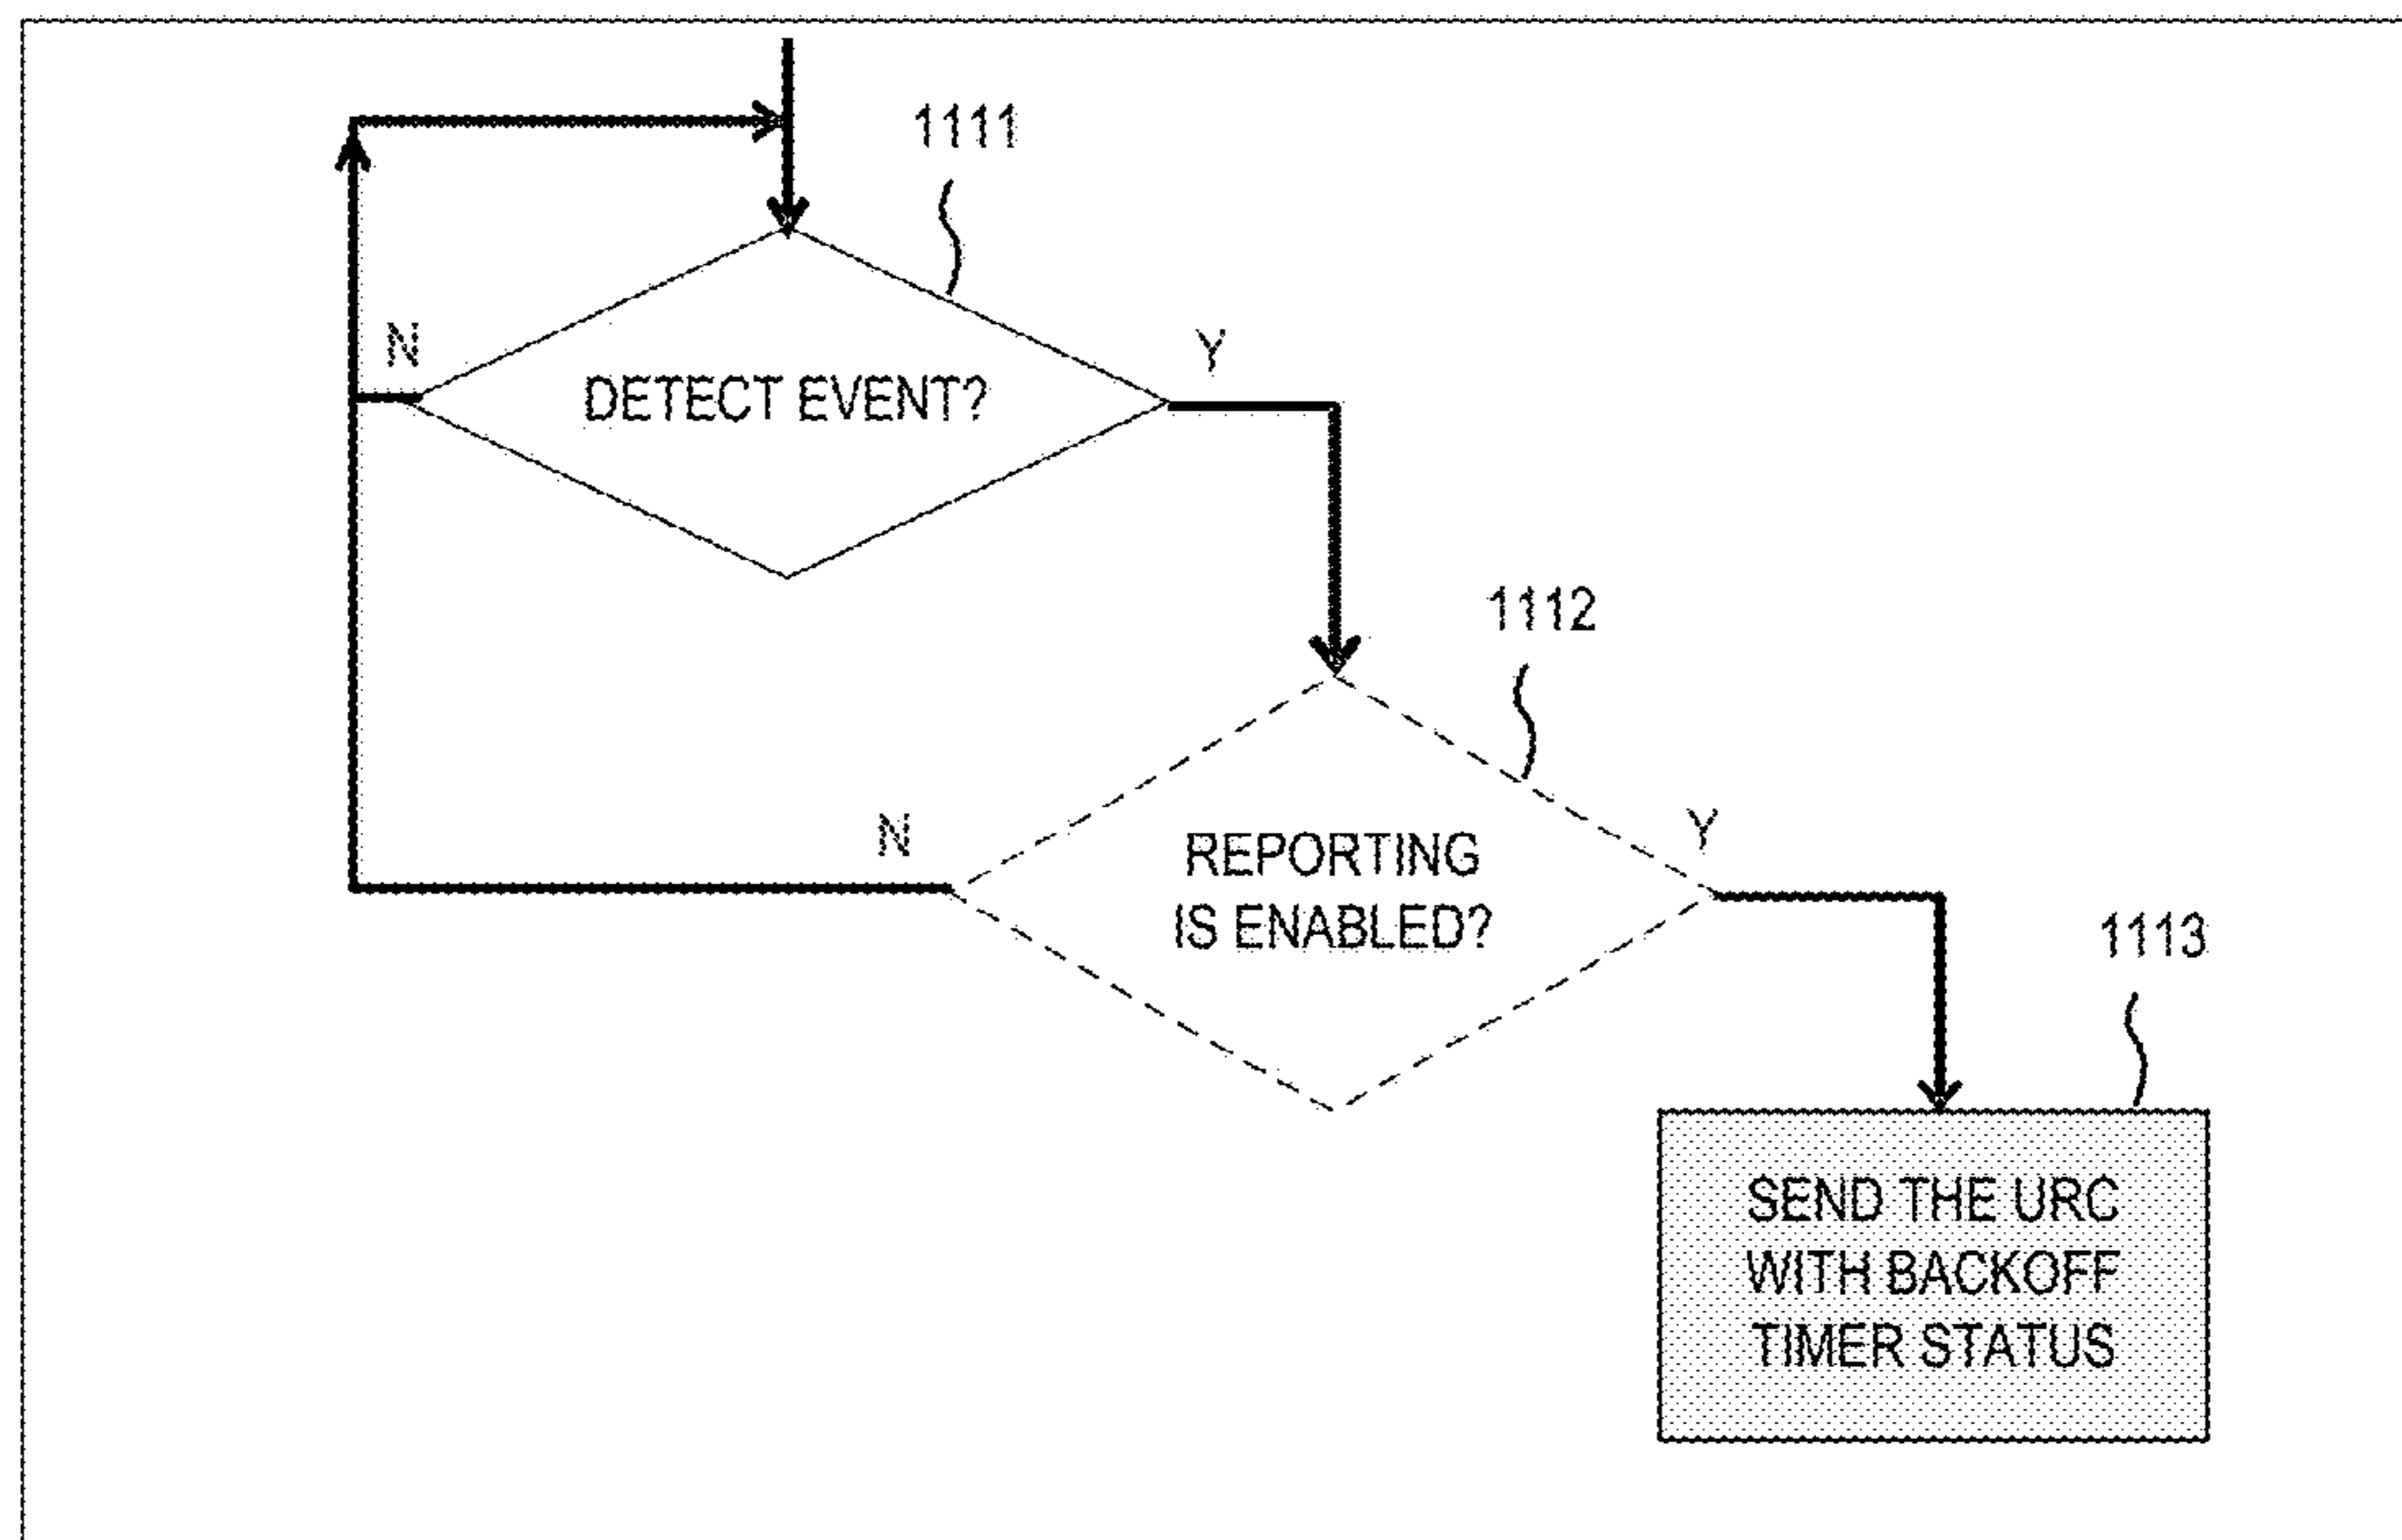 1111
N
DETECT EVENT?
Y
1112
N
REPORTING
IS ENABLED?
Y
1113
SEND THE URC
WITH BACKOFF
TIMER STATUS